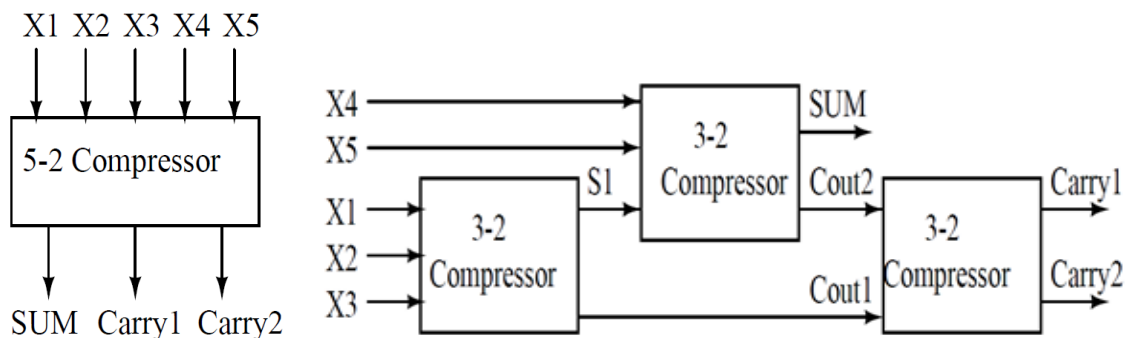 X1 X2 X3 X4 X5
5-2 Compressor
SUM Carry1 Carry2
X4
X5
3-2
Compressor
SUM
Cout2
X1
X2
X3
3-2
Compressor
S1
Cout1
3-2
Compressor
Carry1
Carry2